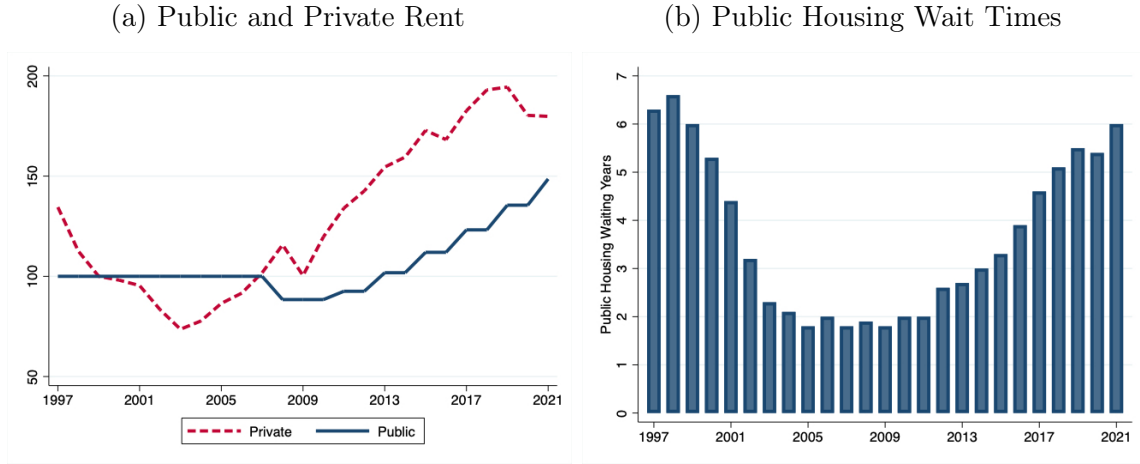 (a) Public and Private Rent
200
150
100
50
1997 2001 2005 2009 2013 2017 2021
Private Public
(b) Public Housing Wait Times
Public Housing Waiting Years
7
6
5
4
3
2
1
0
1997 2001 2005 2009 2013 2017 2021